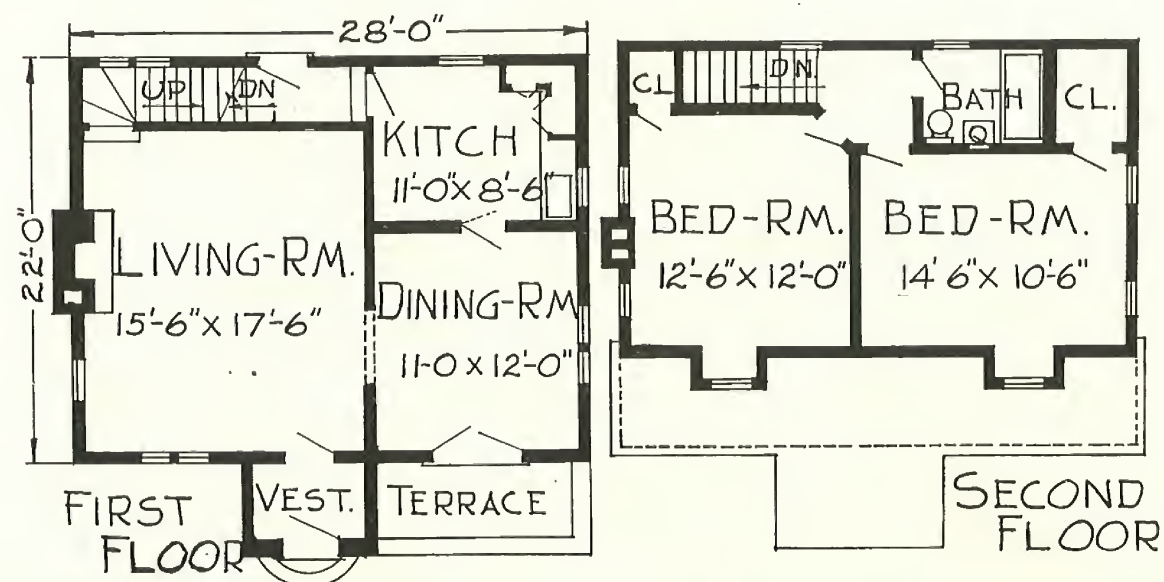 28'-0"
22'-0"
UP
DN
KITCH
11'-0"X 8'-6"
LIVING-RM.
15'-6"X 17'-6"
DINING-RM
11-0 X 12'-0"
VEST.
TERRACE
FIRST
FLOOR
CL
DN.
BATH
CL.
BED-RM.
12'-6"X 12'-0"
BED-RM.
14' 6"X 10'-6"
SECOND
FLOOR